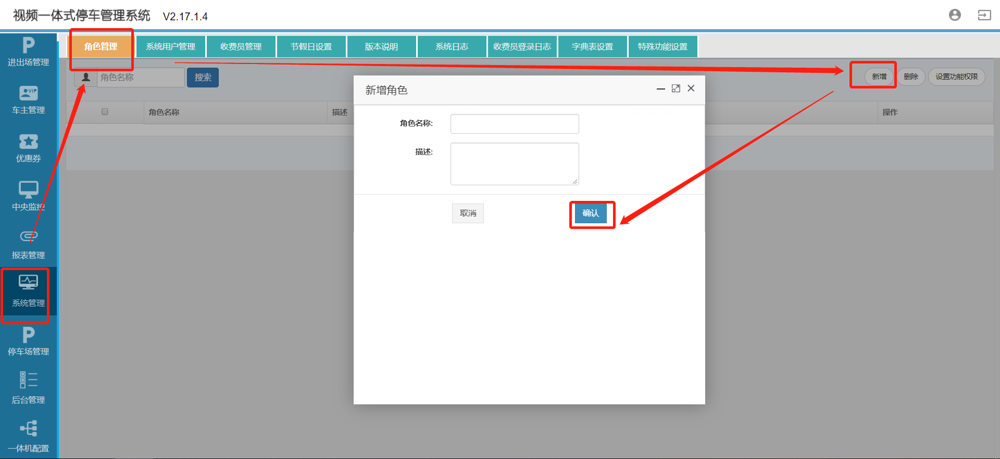 视频一体式停车管理系统 V2.17.1.4
角色管理 系统用户管理 收费员管理 节假日设置 版本说明 系统日志 收费员登录日志 字典表设置 特殊功能设置
进出场管理
车主管理
优惠券
中央监控
报表管理
系统管理
停车场管理
后台管理
一体机配置
角色名称 搜索 新增 删除 设置功能权限
角色名称 描述 操作
新增角色
角色名称:
描述:
取消 确认